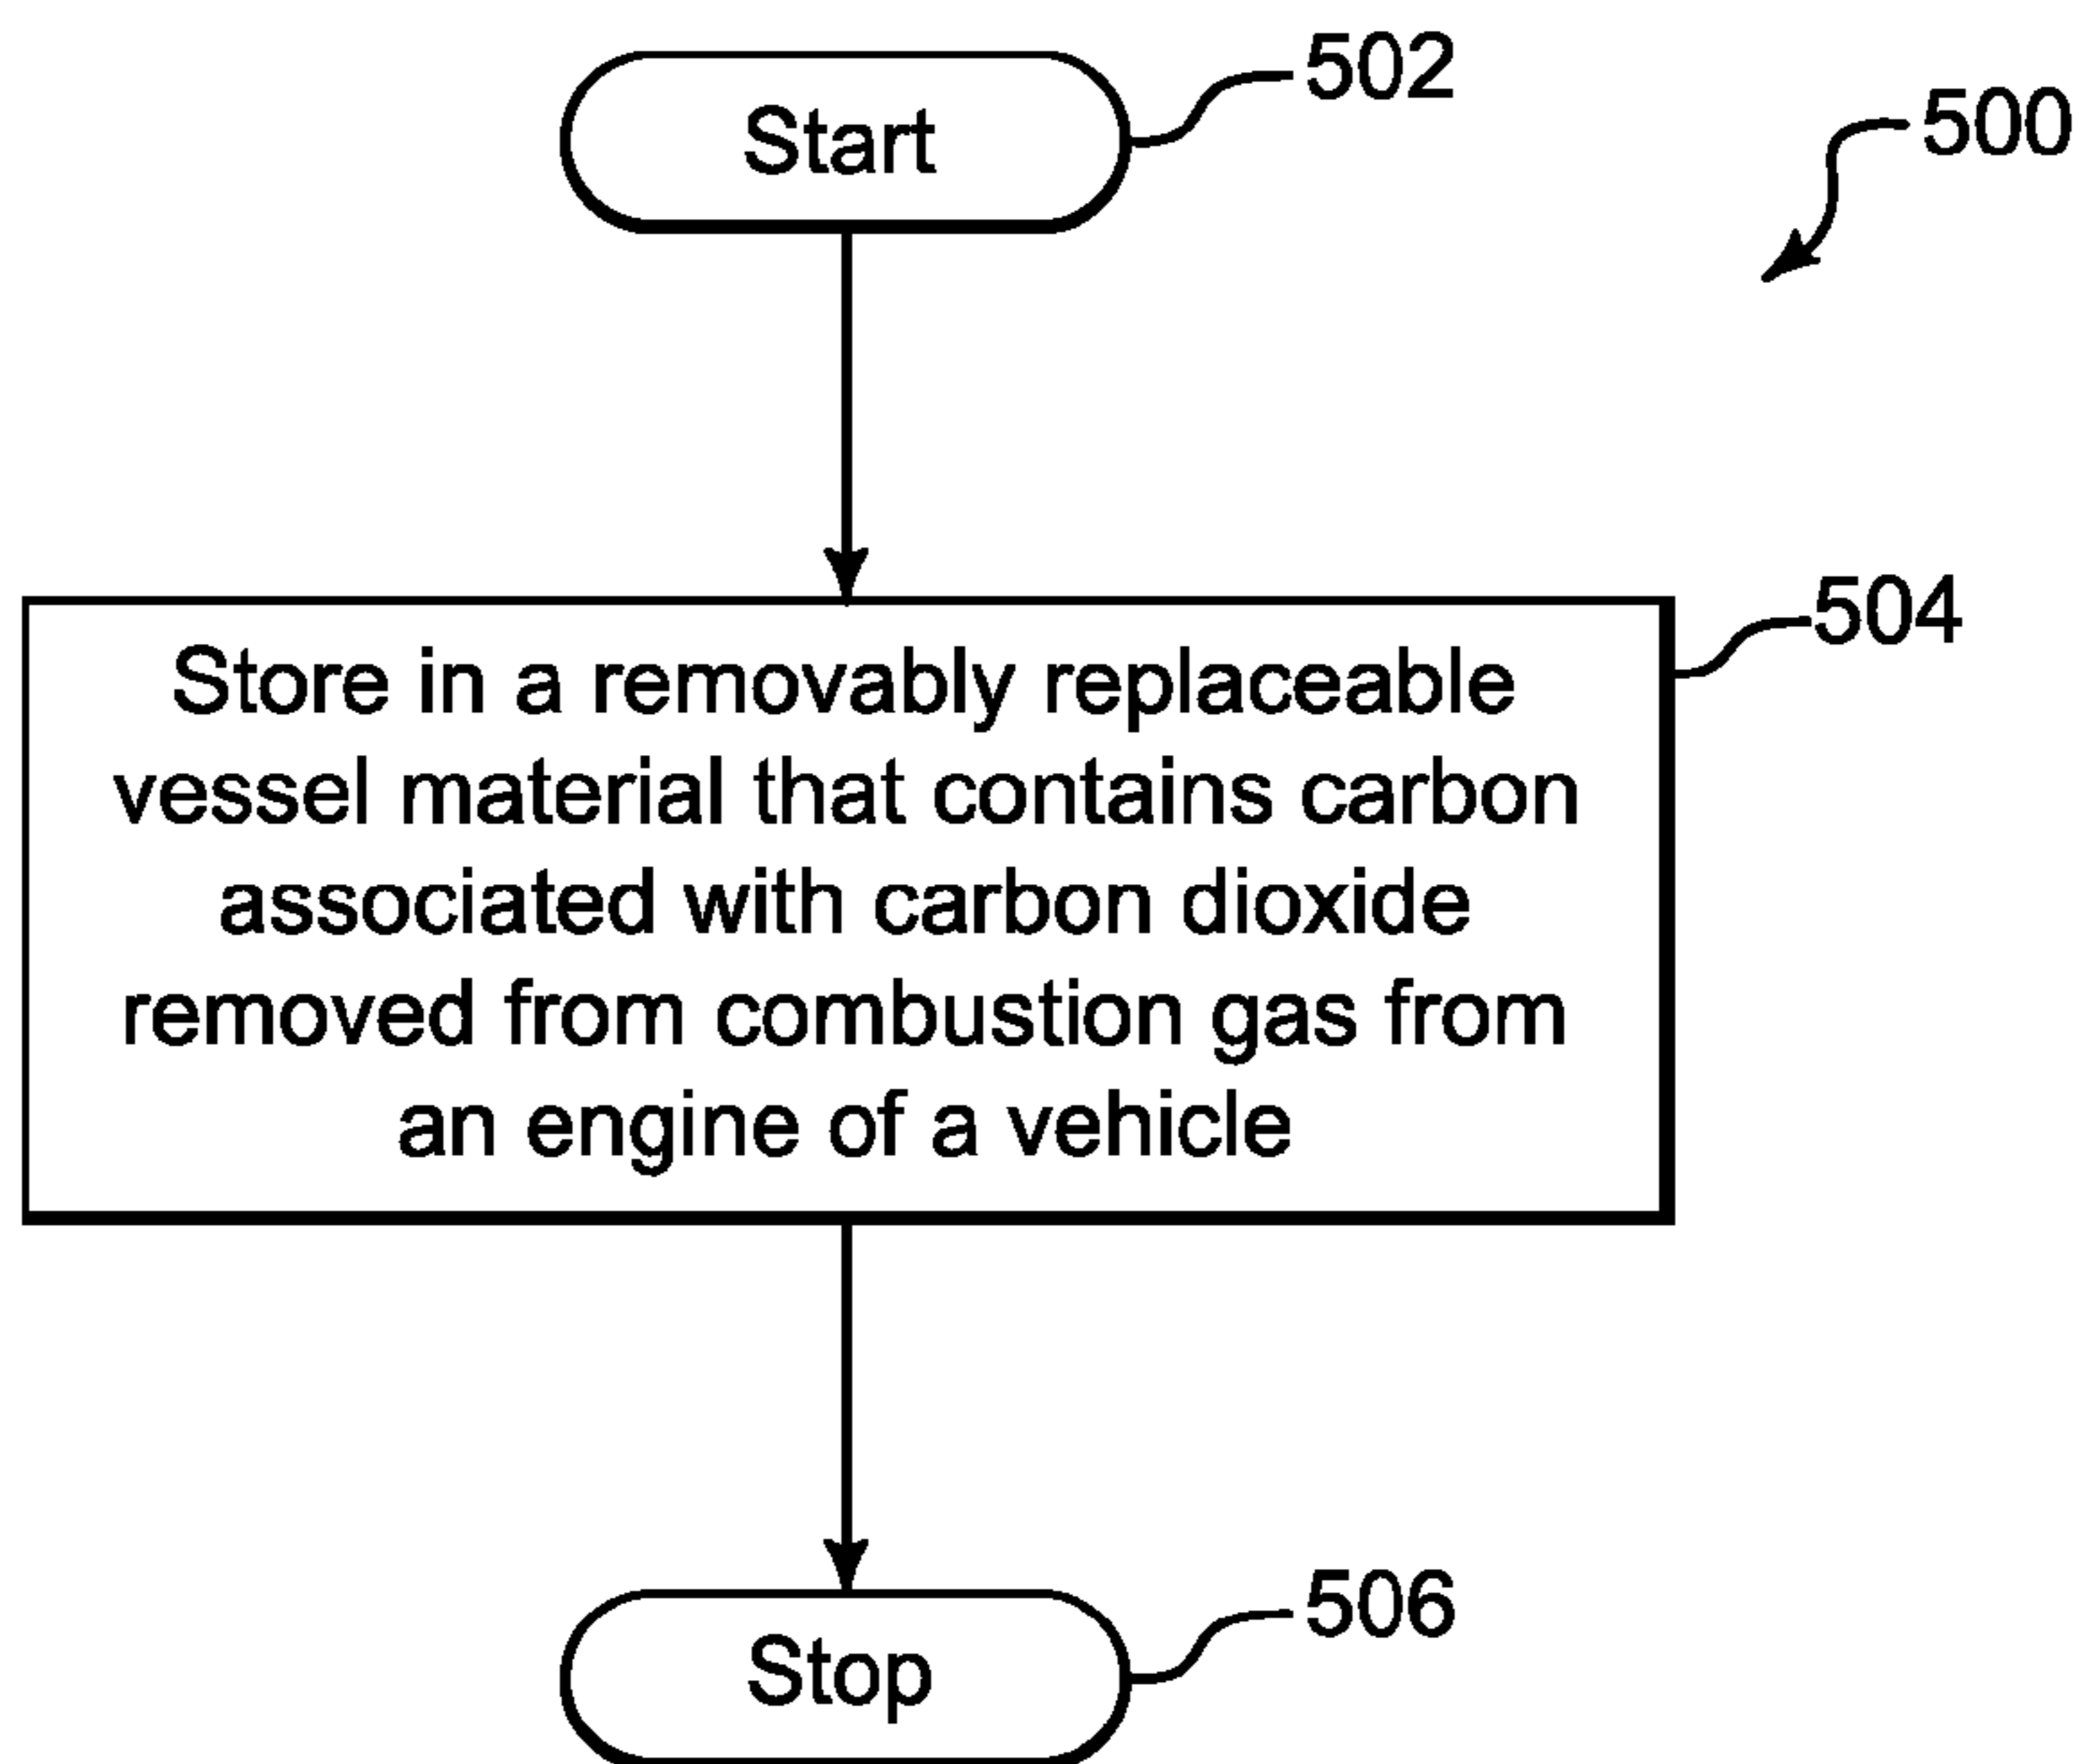 Start
502
500
Store in a removably replaceable
vessel material that contains carbon
associated with carbon dioxide
removed from combustion gas from
an engine of a vehicle
504
Stop
506